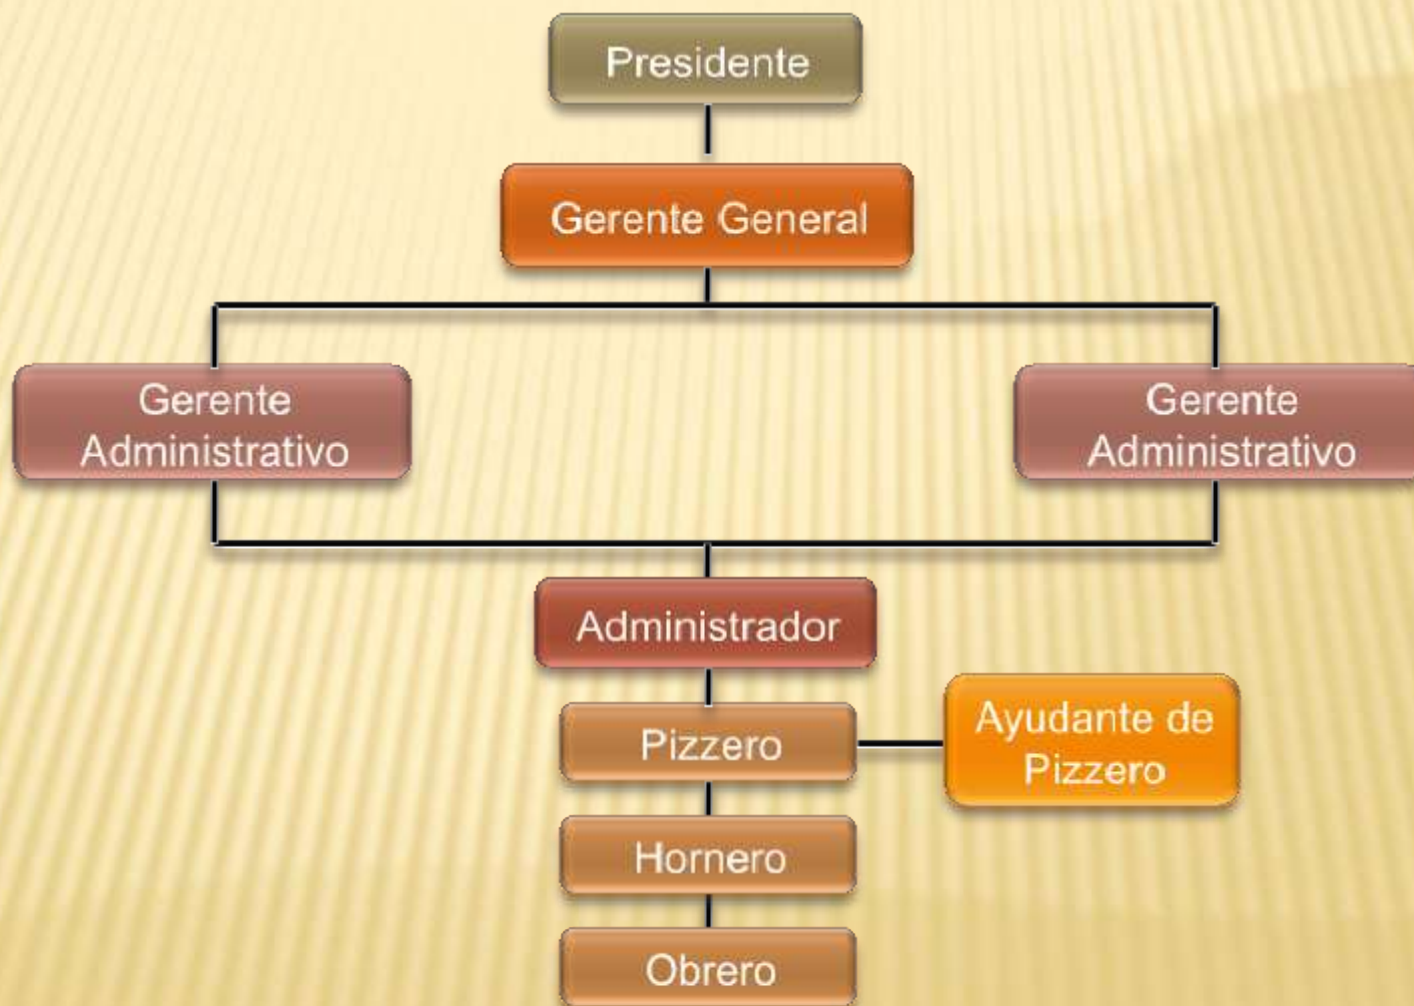 Presidente
Gerente General
Gerente
Administrativo
Gerente
Administrativo
Administrador
Pizzero
Ayudante de
Pizzero
Hornero
Obrero